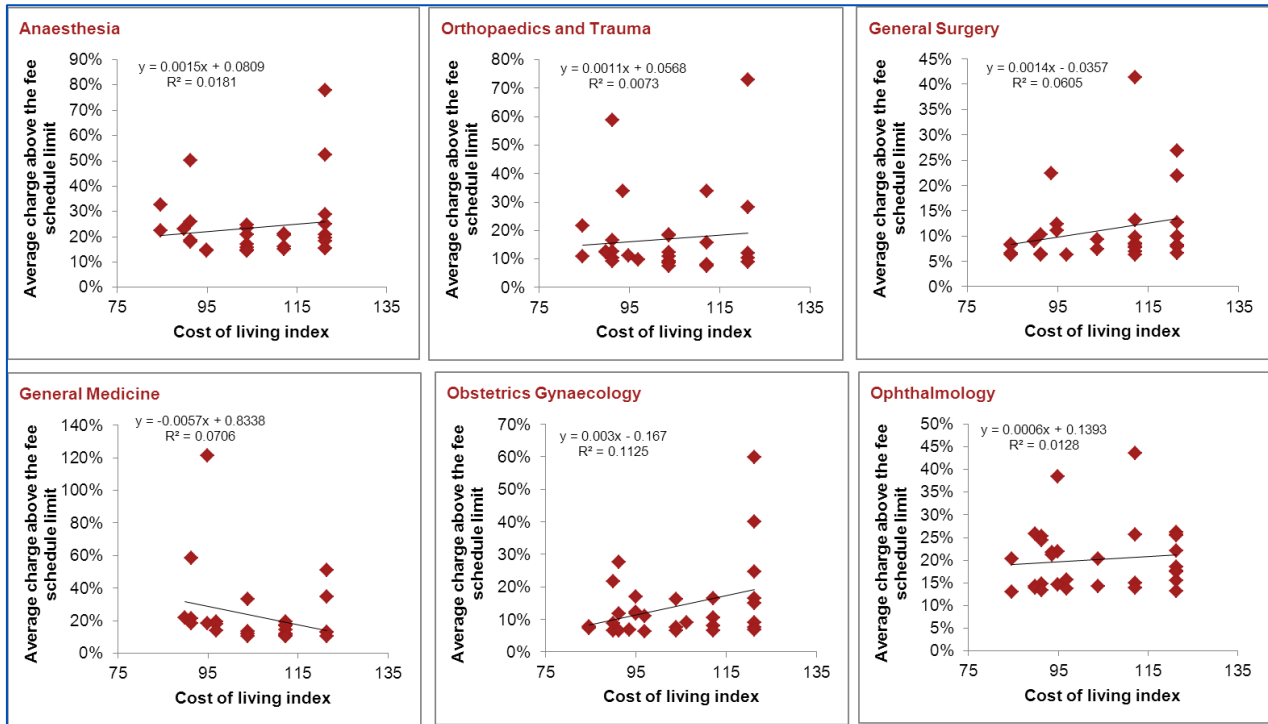 Anaesthesia
y = 0.0015x + 0.0809
R² = 0.0181
Average charge above the fee
schedule limit
90%
80%
70%
60%
50%
40%
30%
20%
10%
0%
75
95
115
135
Cost of living index
Orthopaedics and Trauma
y = 0.0011x + 0.0568
R² = 0.0073
Average charge above the fee
schedule limit
80%
70%
60%
50%
40%
30%
20%
10%
0%
75
95
115
135
Cost of living index
General Surgery
y = 0.0014x - 0.0357
R² = 0.0605
Average charge above the fee
schedule limit
45%
40%
35%
30%
25%
20%
15%
10%
5%
0%
75
95
115
135
Cost of living index
General Medicine
y = -0.0057x + 0.8338
R² = 0.0706
Average charge above the fee
schedule limit
140%
120%
100%
80%
60%
40%
20%
0%
75
95
115
135
Cost of living index
Obstetrics Gynaecology
y = 0.003x - 0.167
R² = 0.1125
Average charge above the fee
schedule limit
70%
60%
50%
40%
30%
20%
10%
0%
75
95
115
135
Cost of living index
Ophthalmology
y = 0.0006x + 0.1393
R² = 0.0128
Average charge above the fee
schedule limit
50%
45%
40%
35%
30%
25%
20%
15%
10%
5%
0%
75
95
115
135
Cost of living index